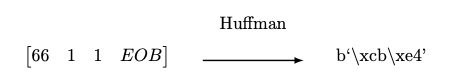 Huffman
[66 1 1 EOB] ⟶ b‘\xcb\xe4’